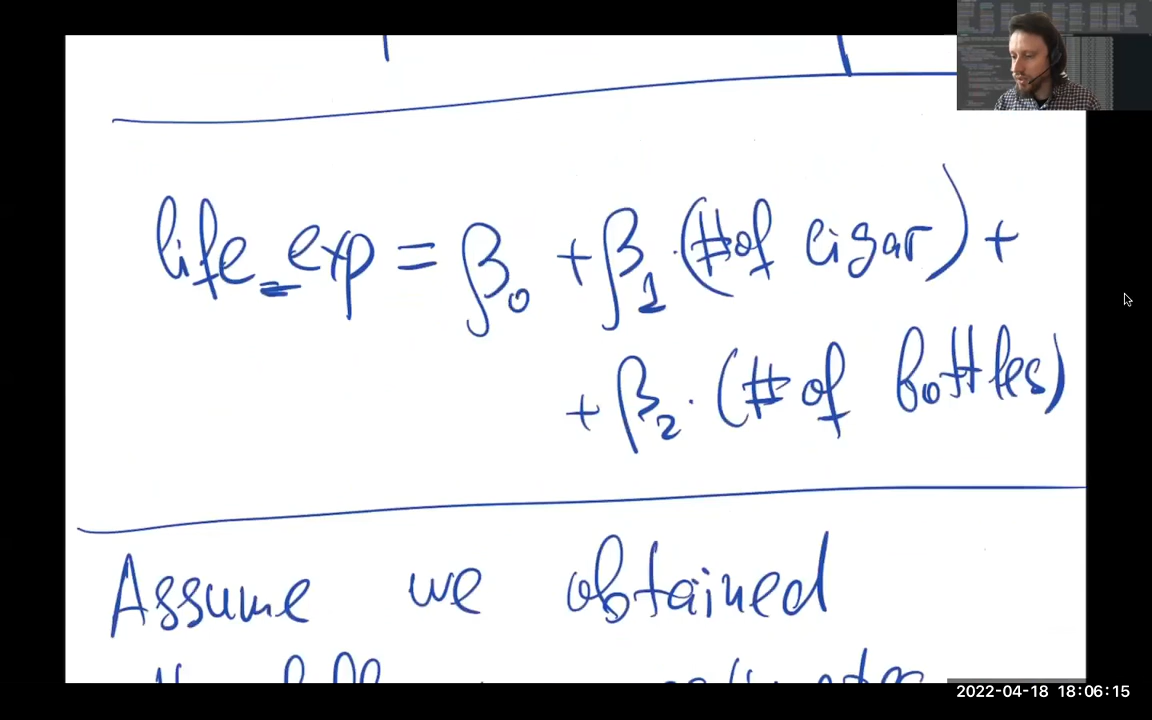 life_exp = β₀ + β₁·(# of cigar) +
+ β₂·(# of bottles)
Assume we obtained
2022-04-18 18:06:15